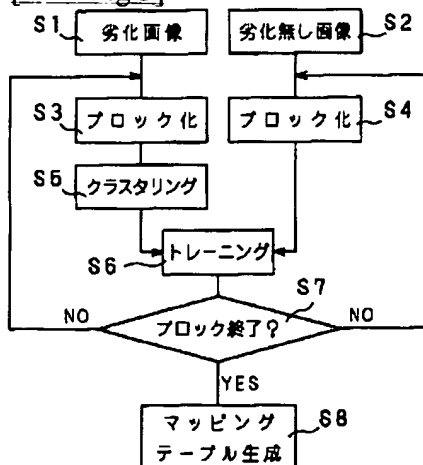 S1
劣化画像
劣化無し画像
S2
S3
ブロック化
ブロック化
S4
S5
クラスタリング
トレーニング
S6
S7
NO
ブロック終了?
NO
YES
マッピング
テーブル生成
S8